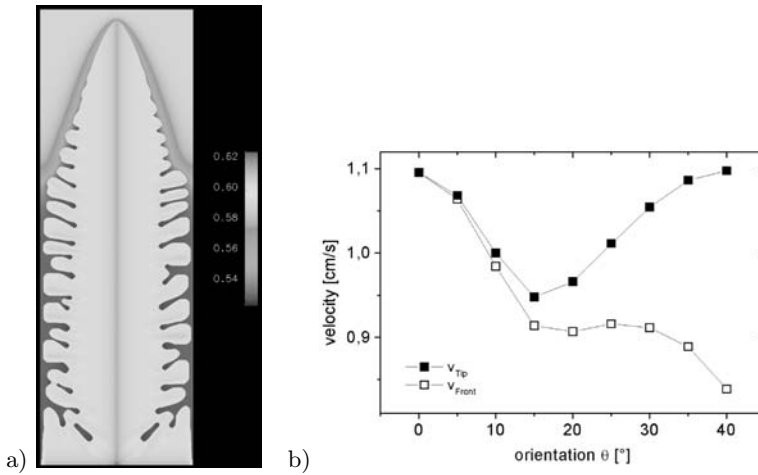 0.62
0.60
0.58
0.56
0.54
a)
1,1
1,0
0,9
velocity [cm/s]
V_Tip
V_Front
0 10 20 30 40
orientation θ [°]
b)